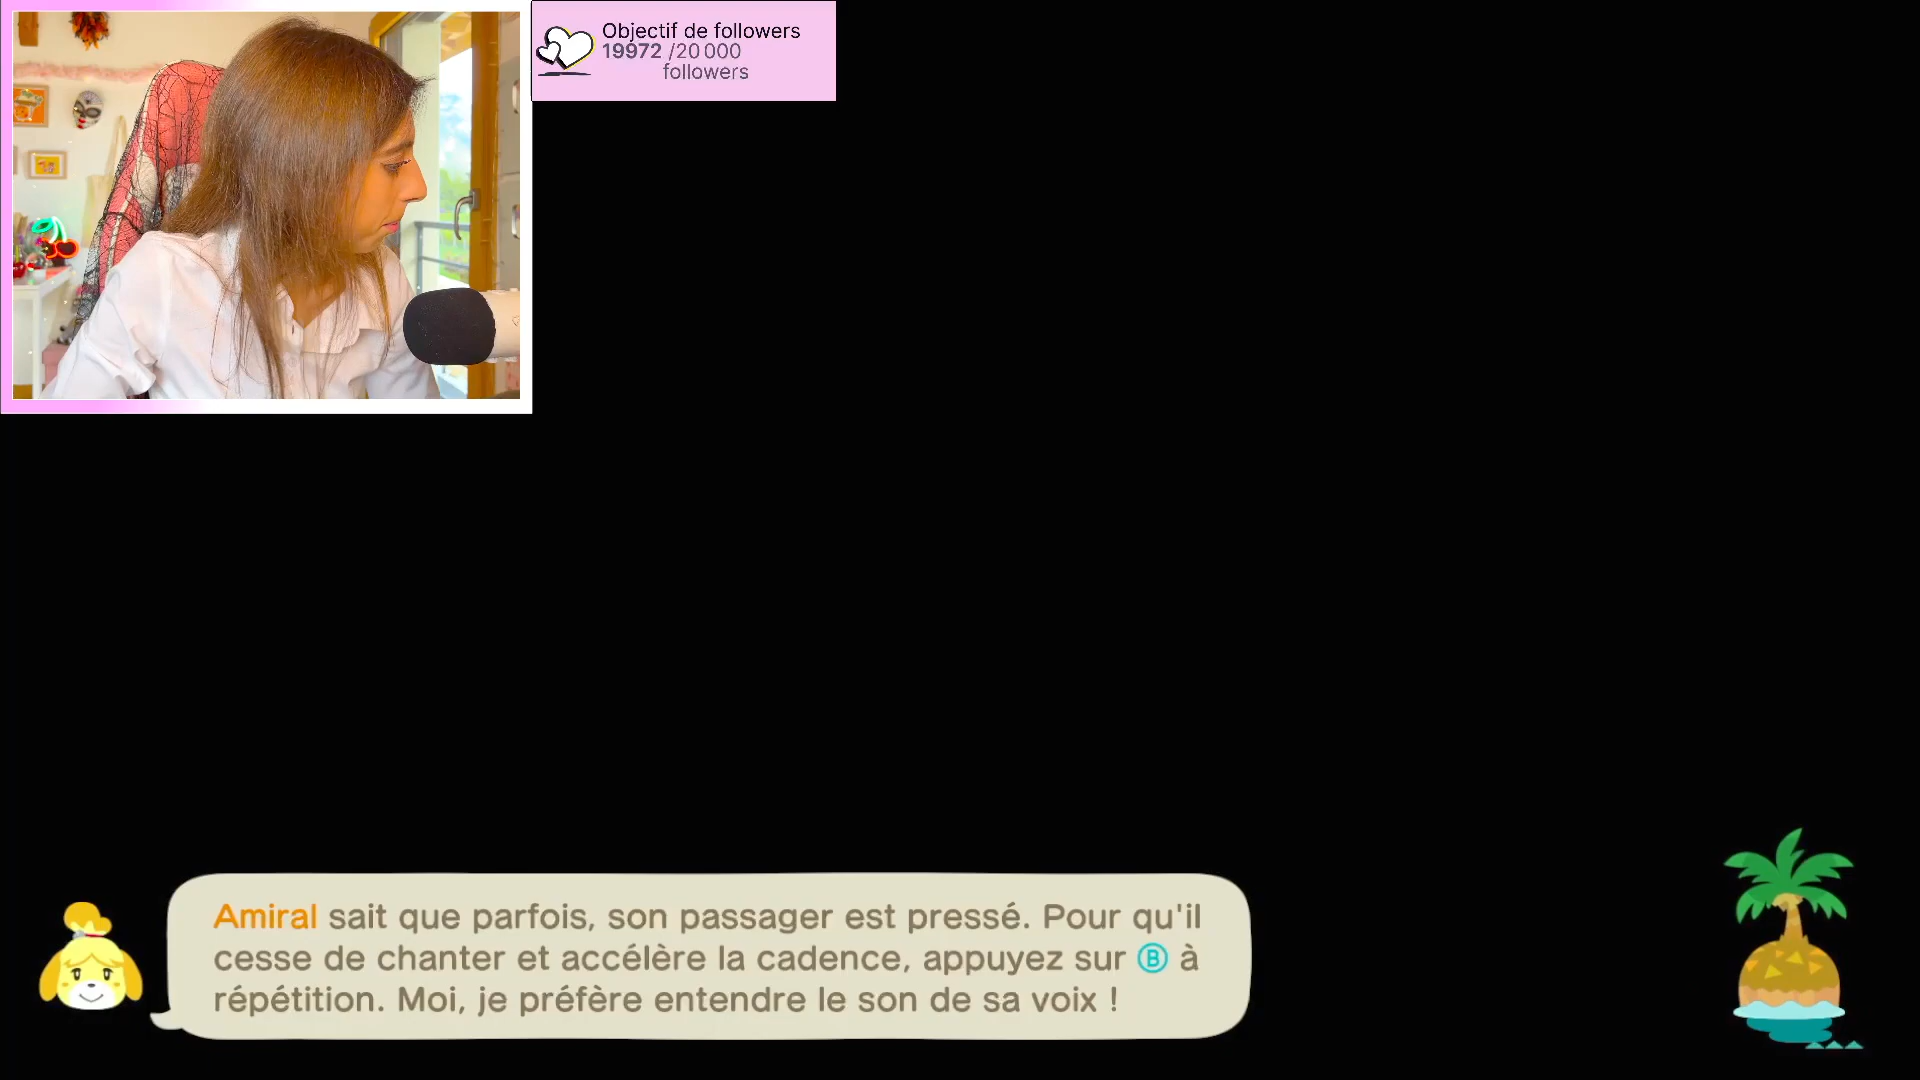 Objectif de followers
19972 /20 000
followers
Amiral sait que parfois, son passager est pressé. Pour qu'il
cesse de chanter et accélère la cadence, appuyez sur Ⓑ à
répétition. Moi, je préfère entendre le son de sa voix !